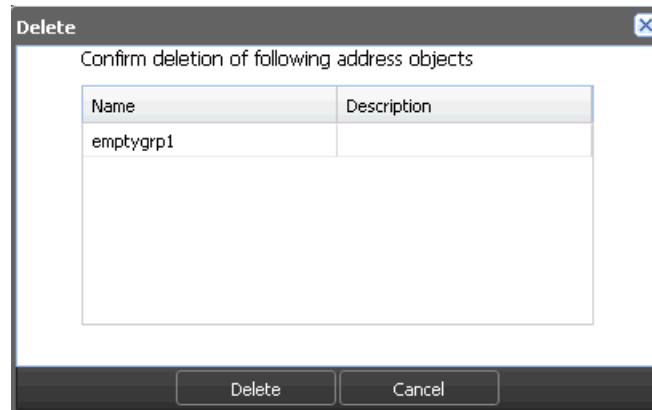 Delete
Confirm deletion of following address objects
Name Description
emptygrp1
Delete Cancel